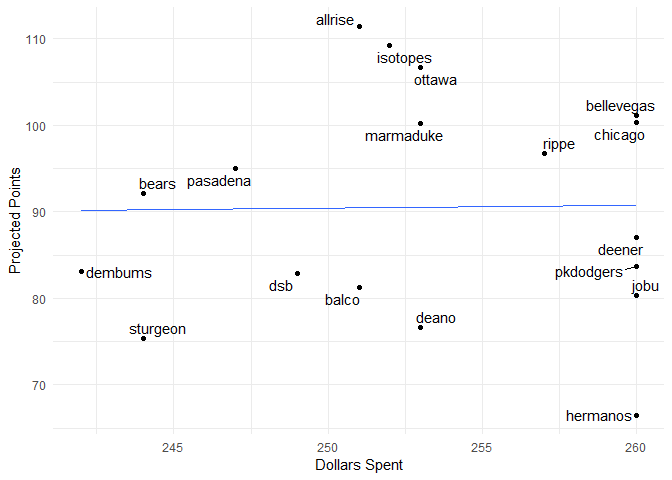 allrise
110
isotopes
ottawa
bellevegas
100
marmaduke
chicago
rippe
pasadena
bears
90
Projected Points
deener
dembums
pkdodgers
dsb
jobu
balco
80
deano
sturgeon
70
hermanos
245
250
255
260
Dollars Spent